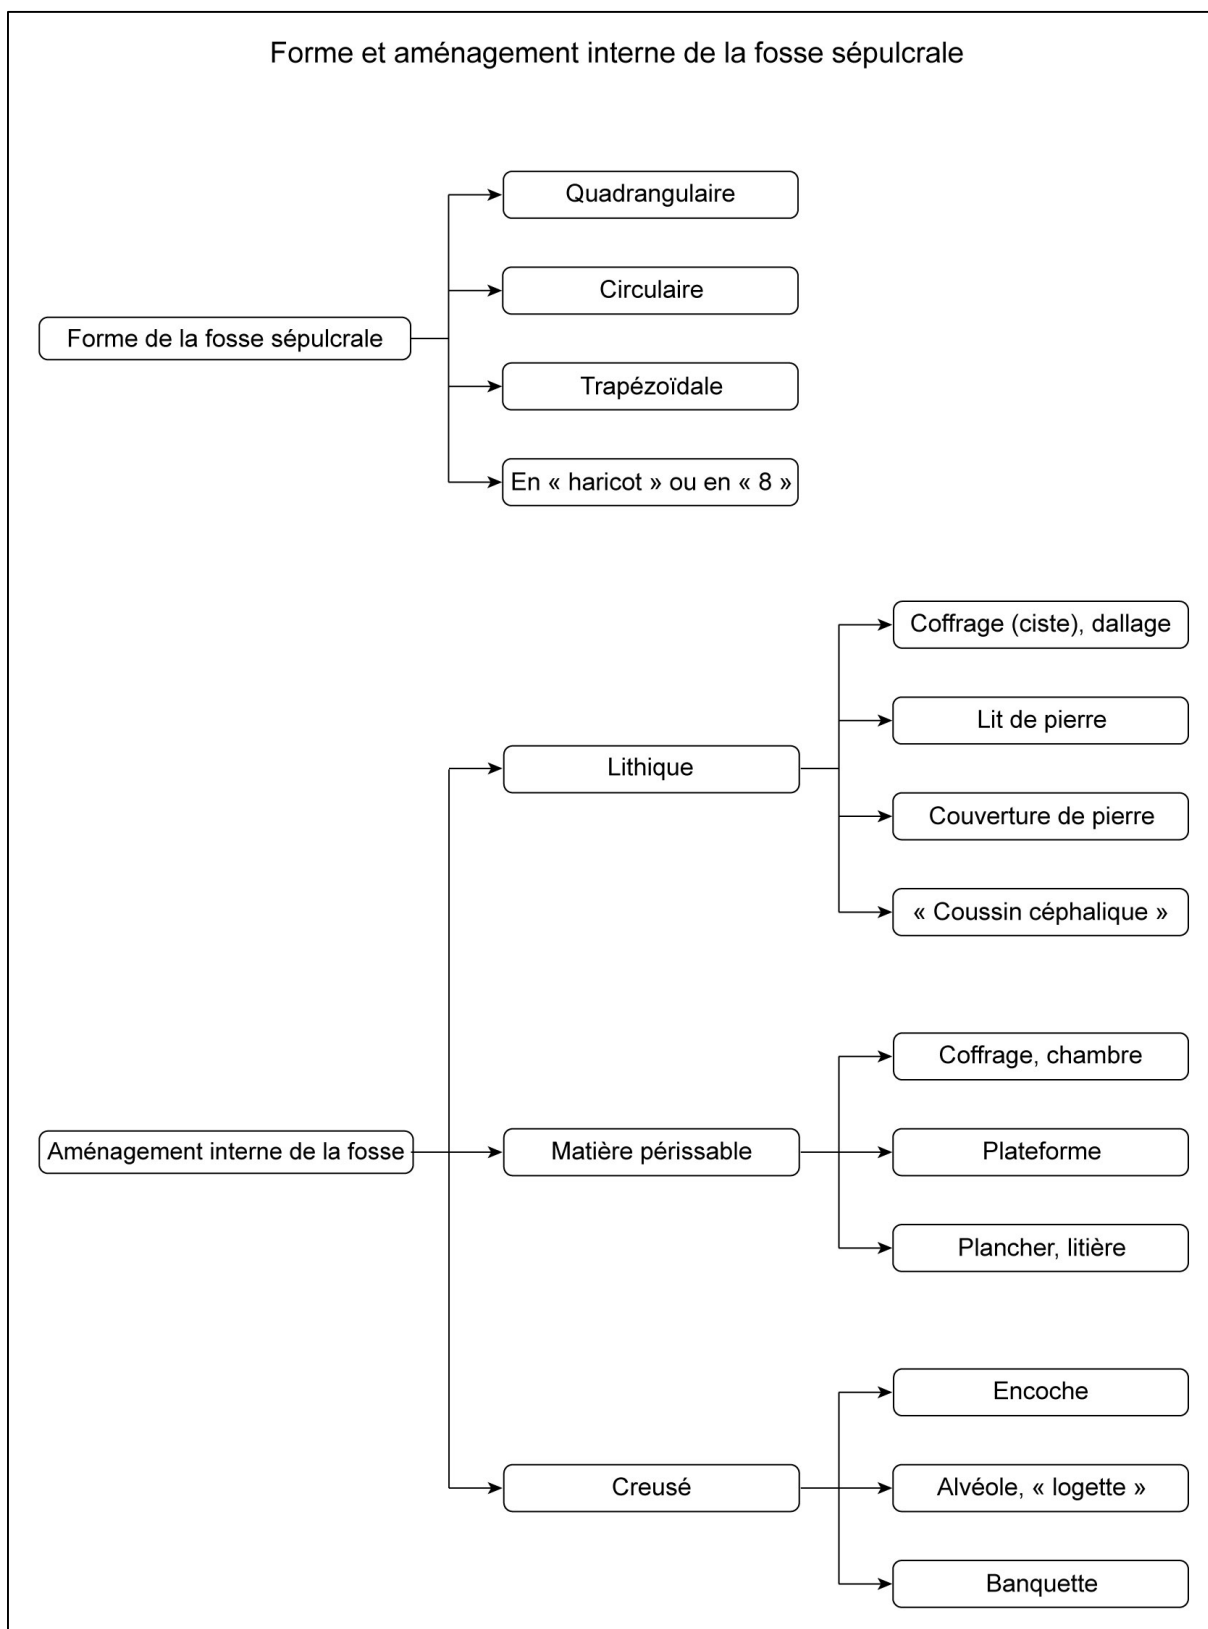 Forme et aménagement interne de la fosse sépulcrale
Forme de la fosse sépulcrale
Quadrangulaire
Circulaire
Trapézoïdale
En « haricot » ou en « 8 »
Aménagement interne de la fosse
Lithique
Coffrage (ciste), dallage
Lit de pierre
Couverture de pierre
« Coussin céphalique »
Matière périssable
Coffrage, chambre
Plateforme
Plancher, litière
Creusé
Encoche
Alvéole, « logette »
Banquette